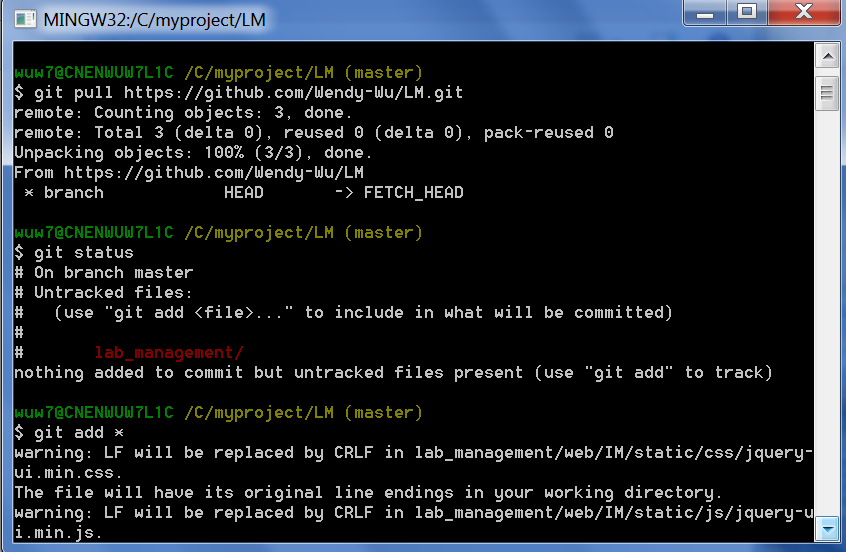 MINGW32:/C/myproject/LM
wuw7@CNENWUW7L1C /C/myproject/LM (master)
$ git pull https://github.com/Wendy-Wu/LM.git
remote: Counting objects: 3, done.
remote: Total 3 (delta 0), reused 0 (delta 0), pack-reused 0
Unpacking objects: 100% (3/3), done.
From https://github.com/Wendy-Wu/LM
 * branch            HEAD       -> FETCH_HEAD
wuw7@CNENWUW7L1C /C/myproject/LM (master)
$ git status
# On branch master
# Untracked files:
#   (use "git add <file>..." to include in what will be committed)
#
#       lab_management/
nothing added to commit but untracked files present (use "git add" to track)
wuw7@CNENWUW7L1C /C/myproject/LM (master)
$ git add *
warning: LF will be replaced by CRLF in lab_management/web/IM/static/css/jquery-
ui.min.css.
The file will have its original line endings in your working directory.
warning: LF will be replaced by CRLF in lab_management/web/IM/static/js/jquery-u
i.min.js.